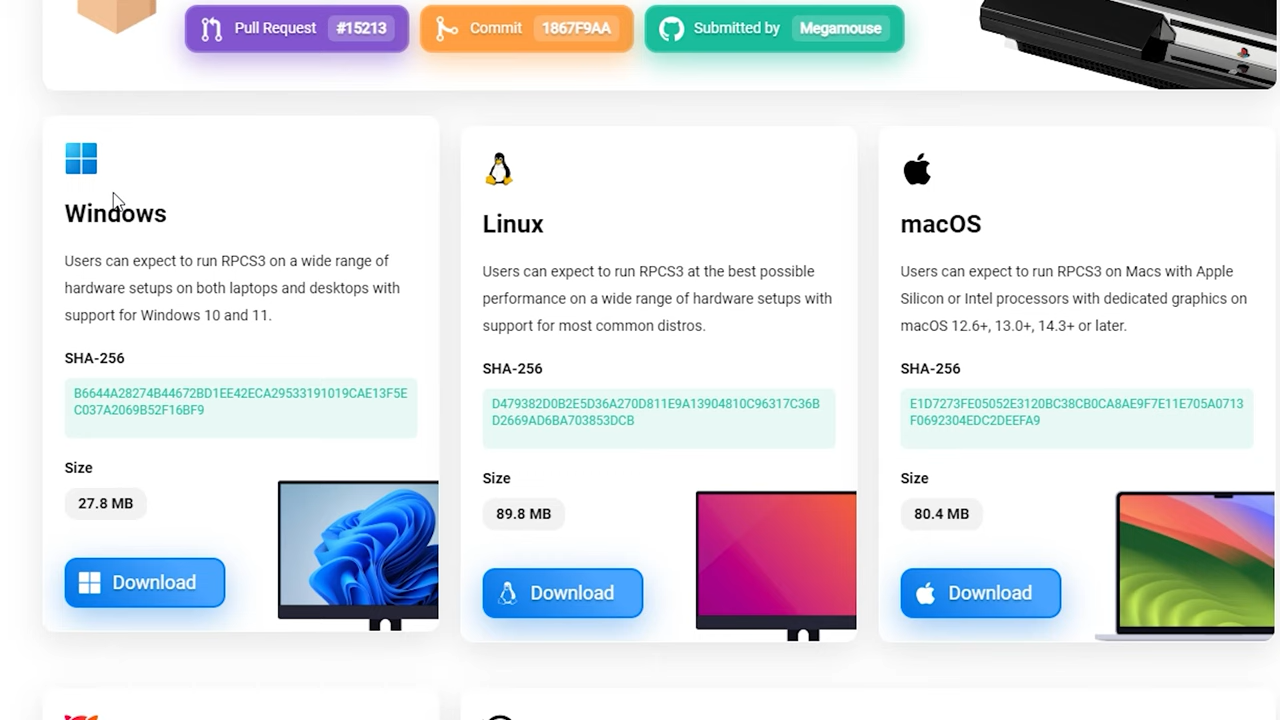 Pull Request #15213 Commit 1867F9AA Submitted by Megamouse
Windows
Users can expect to run RPCS3 on a wide range of
hardware setups on both laptops and desktops with
support for Windows 10 and 11.
SHA-256
B6644A28274B44672BD1EE42ECA29533191019CAE13F5E
C037A2069B52F16BF9
Size
27.8 MB
Download
Linux
Users can expect to run RPCS3 at the best possible
performance on a wide range of hardware setups with
support for most common distros.
SHA-256
D479382D0B2E5D36A270D811E9A13904810C96317C36B
D2669AD6BA703853DCB
Size
89.8 MB
Download
macOS
Users can expect to run RPCS3 on Macs with Apple
Silicon or Intel processors with dedicated graphics on
macOS 12.6+, 13.0+, 14.3+ or later.
SHA-256
E1D7273FE05052E3120BC38CB0CA8AE9F7E11E705A0713
F0692304EDC2DEEFA9
Size
80.4 MB
Download